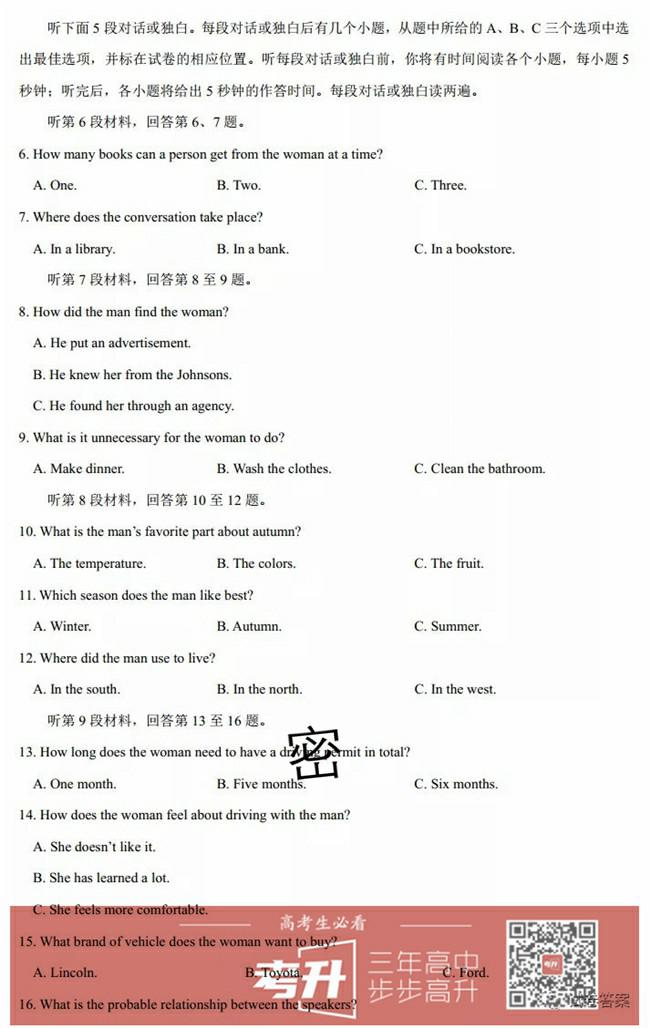 听下面 5 段对话或独白。每段对话或独白后有几个小题，从题中所给的 A、B、C 三个选项中选
出最佳选项，并标在试卷的相应位置。听每段对话或独白前，你将有时间阅读各个小题，每小题 5
秒钟；听完后，各小题将给出 5 秒钟的作答时间。每段对话或独白读两遍。
听第 6 段材料，回答第 6、7 题。
6. How many books can a person get from the woman at a time?
A. One. B. Two. C. Three.
7. Where does the conversation take place?
A. In a library. B. In a bank. C. In a bookstore.
听第 7 段材料，回答第 8 至 9 题。
8. How did the man find the woman?
A. He put an advertisement.
B. He knew her from the Johnsons.
C. He found her through an agency.
9. What is it unnecessary for the woman to do?
A. Make dinner. B. Wash the clothes. C. Clean the bathroom.
听第 8 段材料，回答第 10 至 12 题。
10. What is the man's favorite part about autumn?
A. The temperature. B. The colors. C. The fruit.
11. Which season does the man like best?
A. Winter. B. Autumn. C. Summer.
12. Where did the man use to live?
A. In the south. B. In the north. C. In the west.
听第 9 段材料，回答第 13 至 16 题。
13. How long does the woman need to have a driving permit in total?
密
A. One month. B. Five months. C. Six months.
14. How does the woman feel about driving with the man?
A. She doesn't like it.
B. She has learned a lot.
C. She feels more comfortable.
高考生必看
15. What brand of vehicle does the woman want to buy?
A. Lincoln. B. Toyota. C. Ford.
考升 三年高中
步步高升
考升
16. What is the probable relationship between the speakers?
答案